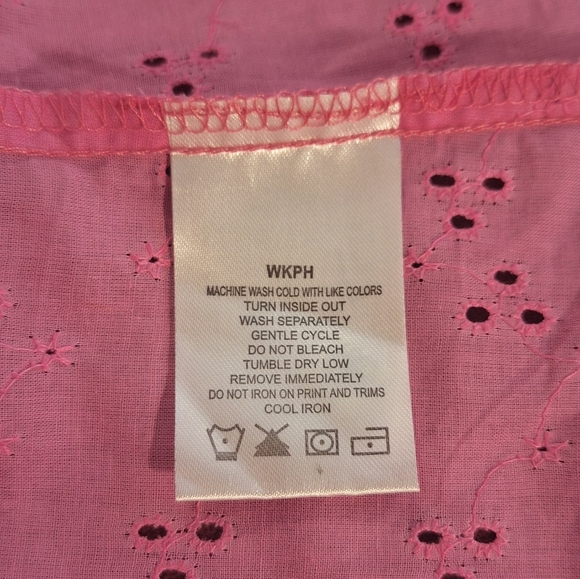 WKPH
MACHINE WASH COLD WITH LIKE COLORS
TURN INSIDE OUT
WASH SEPARATELY
GENTLE CYCLE
DO NOT BLEACH
TUMBLE DRY LOW
REMOVE IMMEDIATELY
DO NOT IRON ON PRINT AND TRIMS
COOL IRON